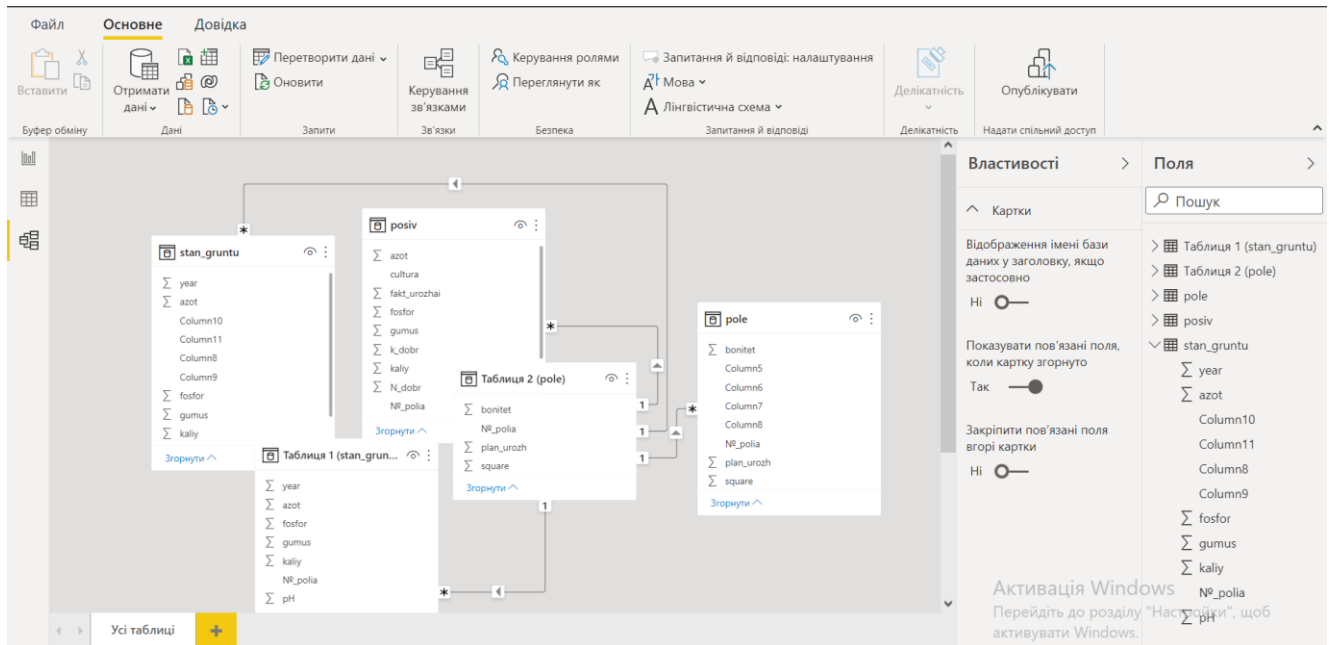 Файл Основне Довідка
Вставити
Отримати
дані
Перетворити дані
Оновити
Керування
зв'язками
Керування ролями
Переглянути як
Запитання й відповіді: налаштування
Мова
Лінгвістична схема
Делікатність
Опублікувати
Буфер обміну Дані Запити Зв'язки Безпека Запитання й відповіді Делікатність Надати спільний доступ
stan_gruntu
year
azot
Column10
Column11
Column8
Column9
fosfor
gumus
kaliy
Згорнути
posiv
azot
cultura
fakt_urozhai
fosfor
gumus
k_dobr
kaliy
N_dobr
№_polia
Згорнути
Таблиця 2 (pole)
bonitet
№_polia
plan_urozh
square
Згорнути
Таблиця 1 (stan_grun...
year
azot
fosfor
gumus
kaliy
№_polia
pH
pole
bonitet
Column5
Column6
Column7
Column8
№_polia
plan_urozh
square
Згорнути
*
*
*
*
1
1
1
1
Властивості
Картки
Відображення імені бази
даних у заголовку, якщо
застосовно
Ні
Показувати пов'язані поля,
коли картку згорнуто
Так
Закріпити пов'язані поля
вгорі картки
Ні
Поля
Пошук
Таблиця 1 (stan_gruntu)
Таблиця 2 (pole)
pole
posiv
stan_gruntu
year
azot
Column10
Column11
Column8
Column9
fosfor
gumus
kaliy
№_polia
pH
Активація Windows
Перейдіть до розділу "Настройки", щоб
активувати Windows.
Усі таблиці